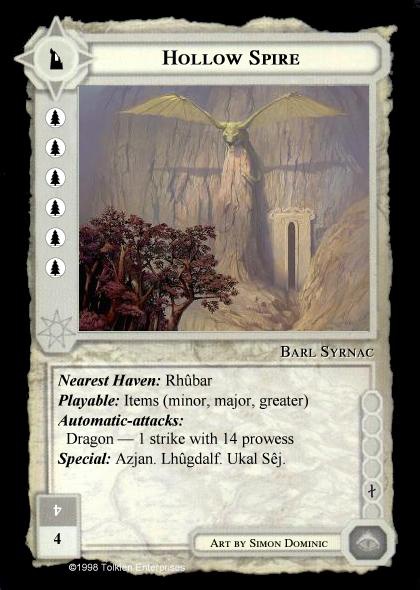 Hollow Spire
Barl Syrnac
Nearest Haven: Rhûbar
Playable: Items (minor, major, greater)
Automatic-attacks:
Dragon — 1 strike with 14 prowess
Special: Azjan. Lhûgdalf. Ukal Sêj.
4
4
Art by Simon Dominic
©1998 Tolkien Enterprises